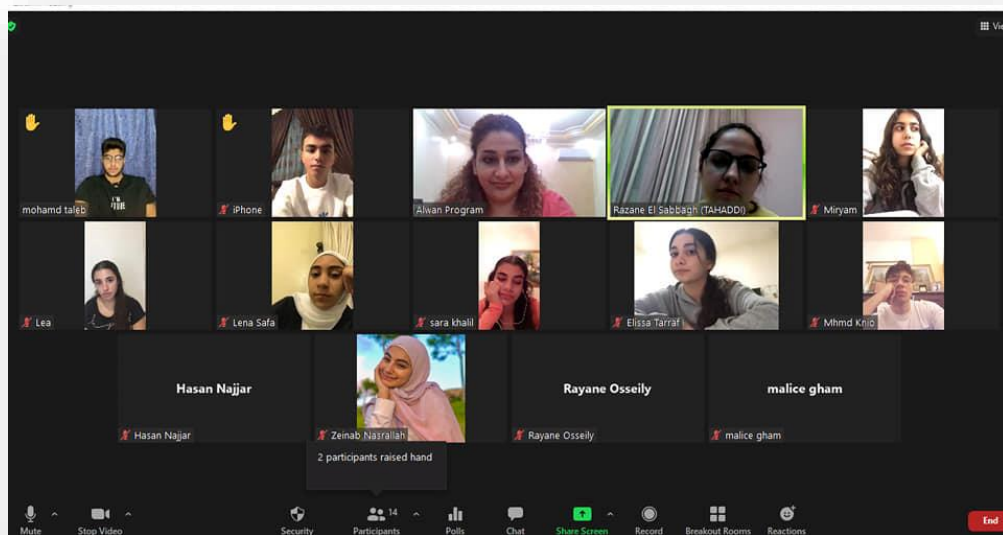 Vie
mohamd taleb
iPhone
Alwan Program
Razane El Sabbagh (TAHADDI)
Miryam
Lea
Lena Safa
sara khalil
Elissa Tarraf
Mhmd Knio
Hasan Najjar
Hasan Najjar
Zeinab Nasrallah
Rayane Osseily
Rayane Osseily
malice gham
malice gham
2 participants raised hand
14
Mute
Stop Video
Security
Participants
Polls
Chat
Share Screen
Record
Breakout Rooms
Reactions
End